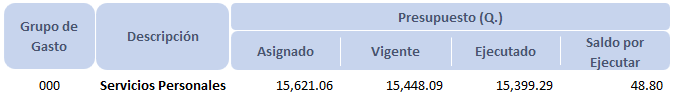 Grupo de Gasto Descripción Presupuesto (Q.)
Asignado Vigente Ejecutado Saldo por Ejecutar
000 Servicios Personales 15,621.06 15,448.09 15,399.29 48.80